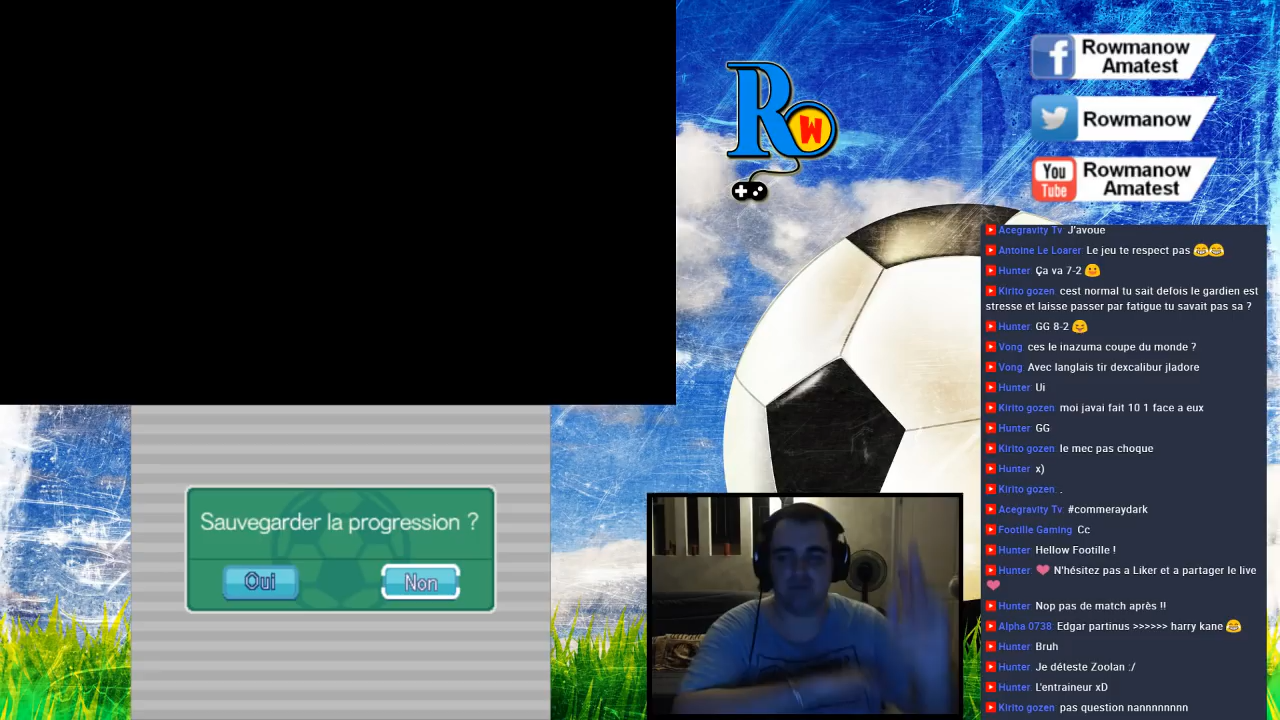 Rowmanow
Amatest
Rowmanow
You
Tube
Rowmanow
Amatest
R
W
Acegravity Tv J'avoue
Antoine Le Loarer Le jeu te respect pas 😂😂
Hunter Ça va 7-2 😃
Kirito gozen cest normal tu sait defois le gardien est
stresse et laisse passer par fatigue tu savait pas sa ?
Hunter GG 8-2 🤗
Vong ces le inazuma coupe du monde ?
Vong Avec langlais tir dexcalibur jladore
Hunter Ui
Kirito gozen moi javai fait 10 1 face a eux
Hunter GG
Kirito gozen le mec pas choque
Hunter x)
Kirito gozen .
Acegravity Tv #commeraydark
Footille Gaming Cc
Hunter Hellow Footille !
Hunter ❤ N'hésitez pas a Liker et a partager le live
❤
Hunter Nop pas de match après !!
Alpha 0738 Edgar partinus >>>>>> harry kane 😂
Hunter Bruh
Hunter Je déteste Zoolan :/
Hunter L'entraineur xD
Kirito gozen pas question nannnnnnnn
Sauvegarder la progression ?
Oui Non